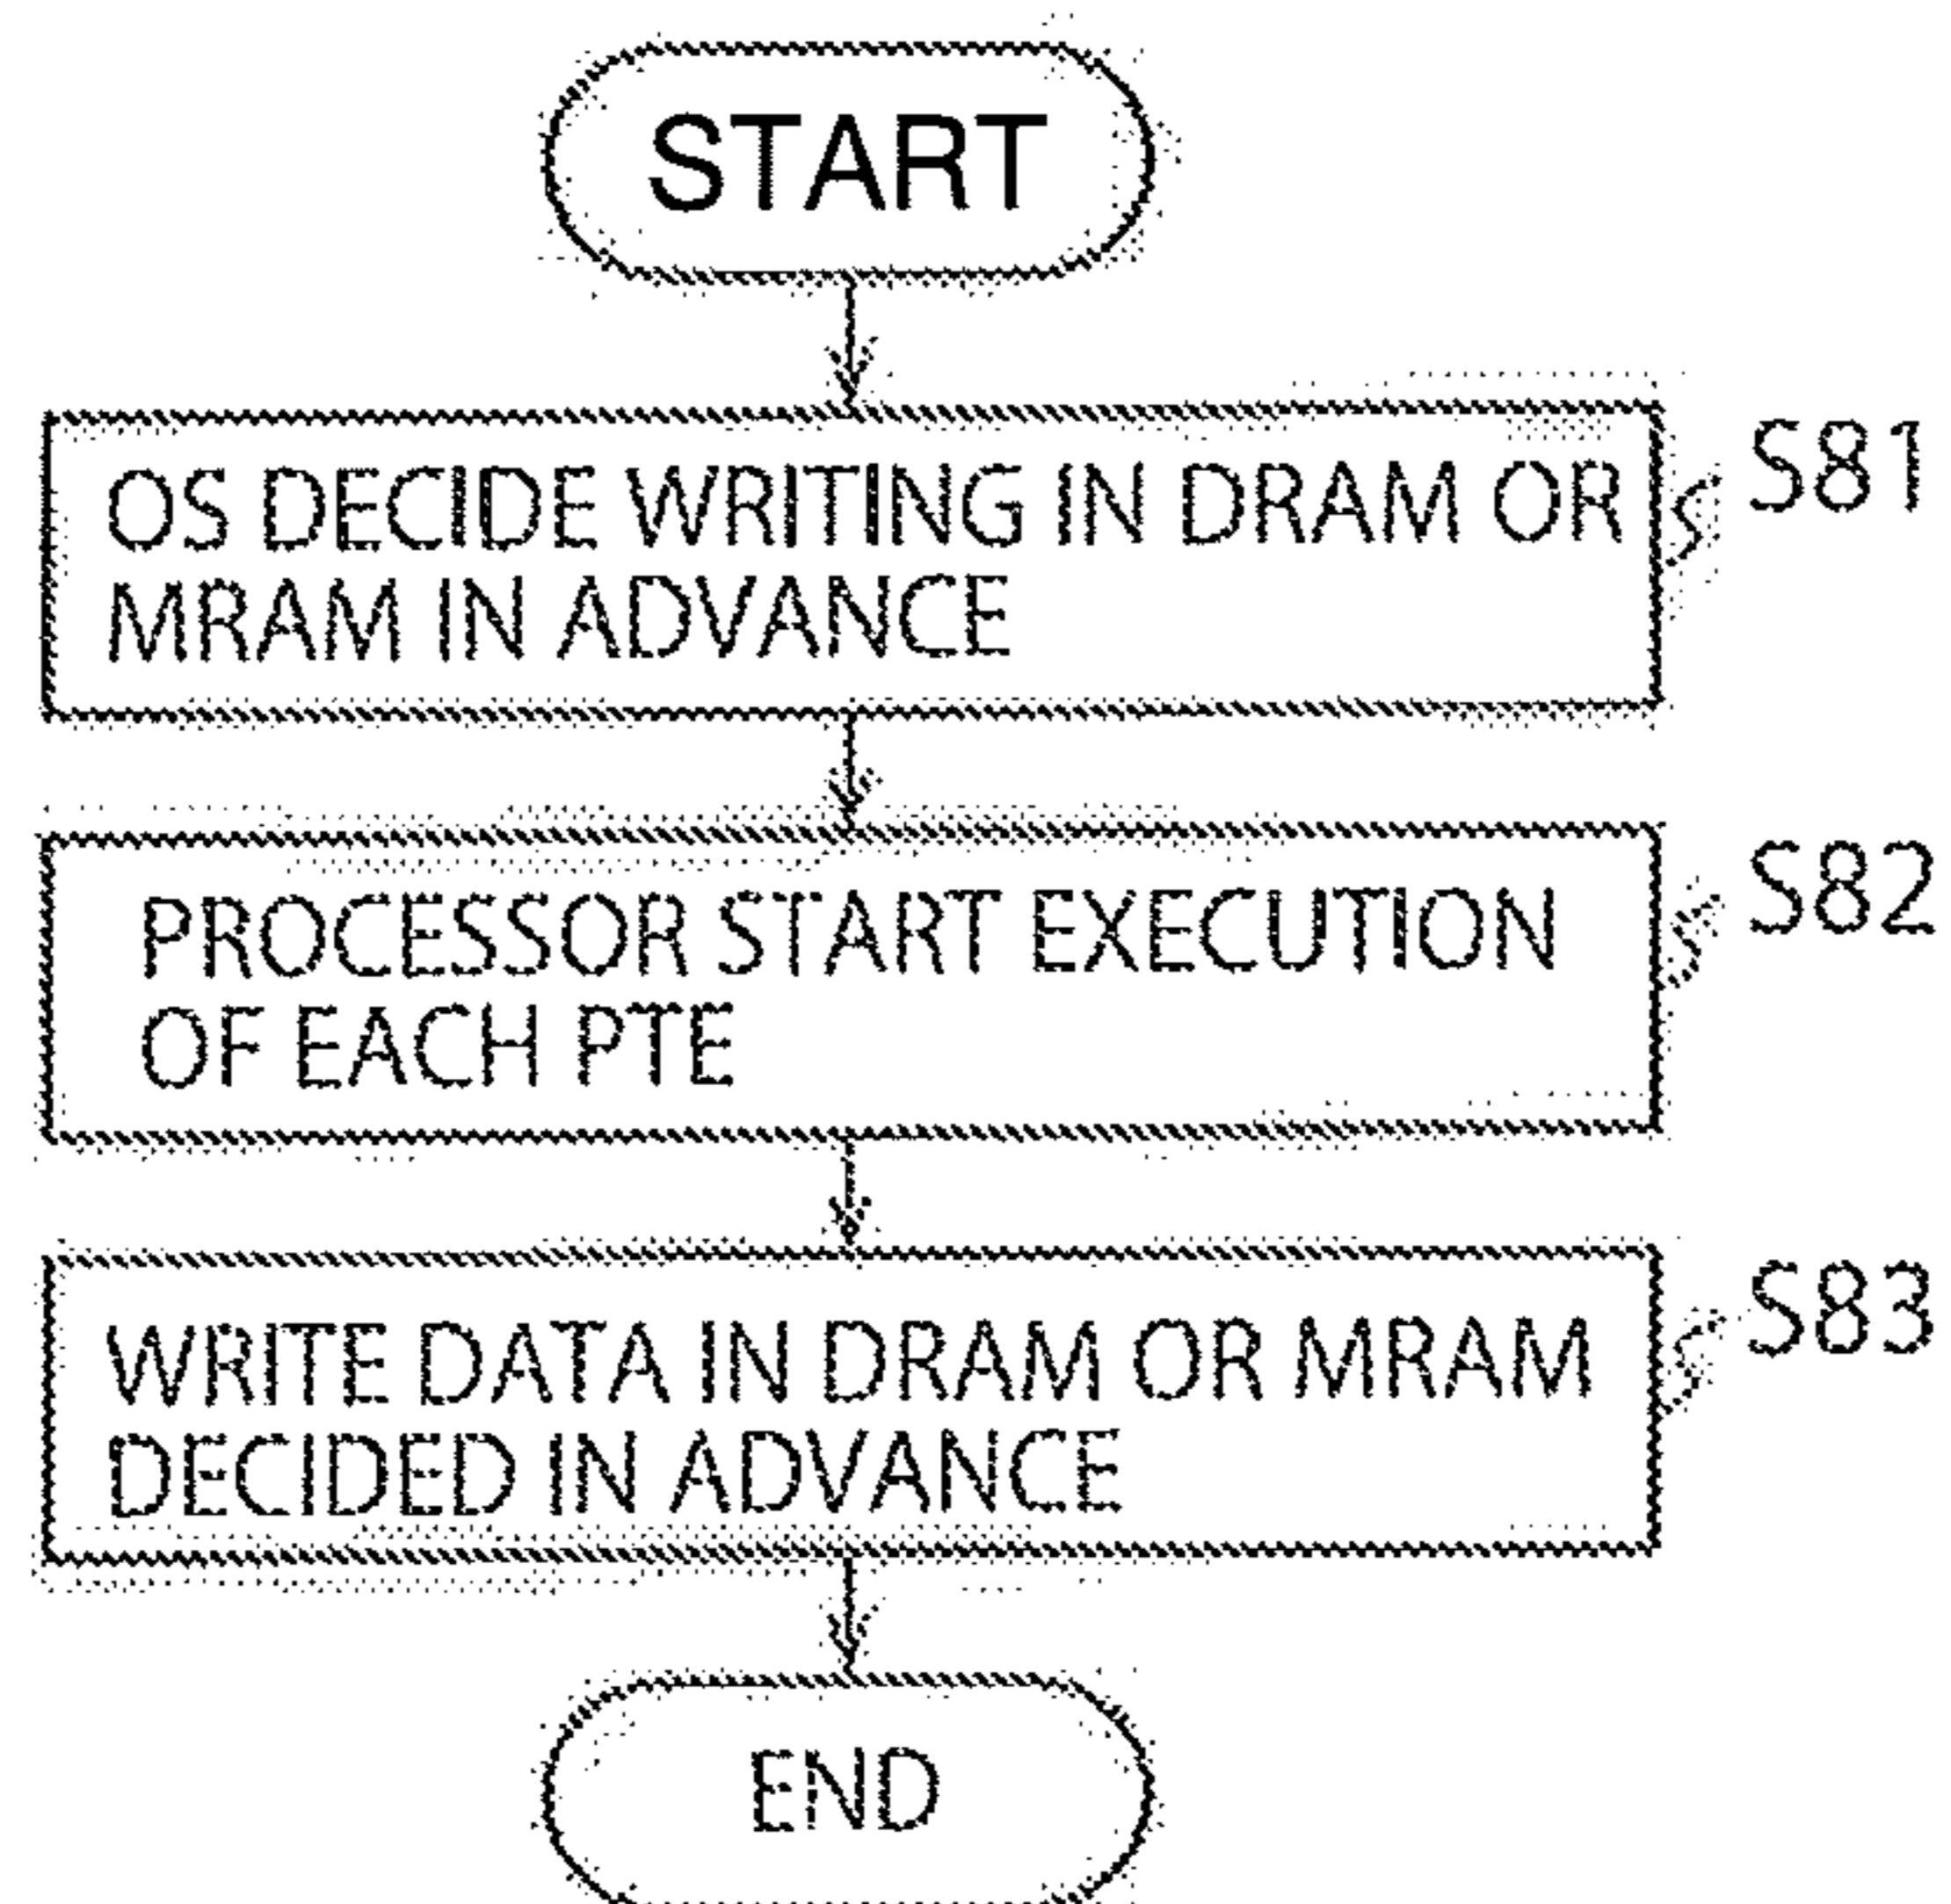 START
OS DECIDE WRITING IN DRAM OR
MRAM IN ADVANCE
S81
PROCESSOR START EXECUTION
OF EACH PTE
S82
WRITE DATA IN DRAM OR MRAM
DECIDED IN ADVANCE
S83
END